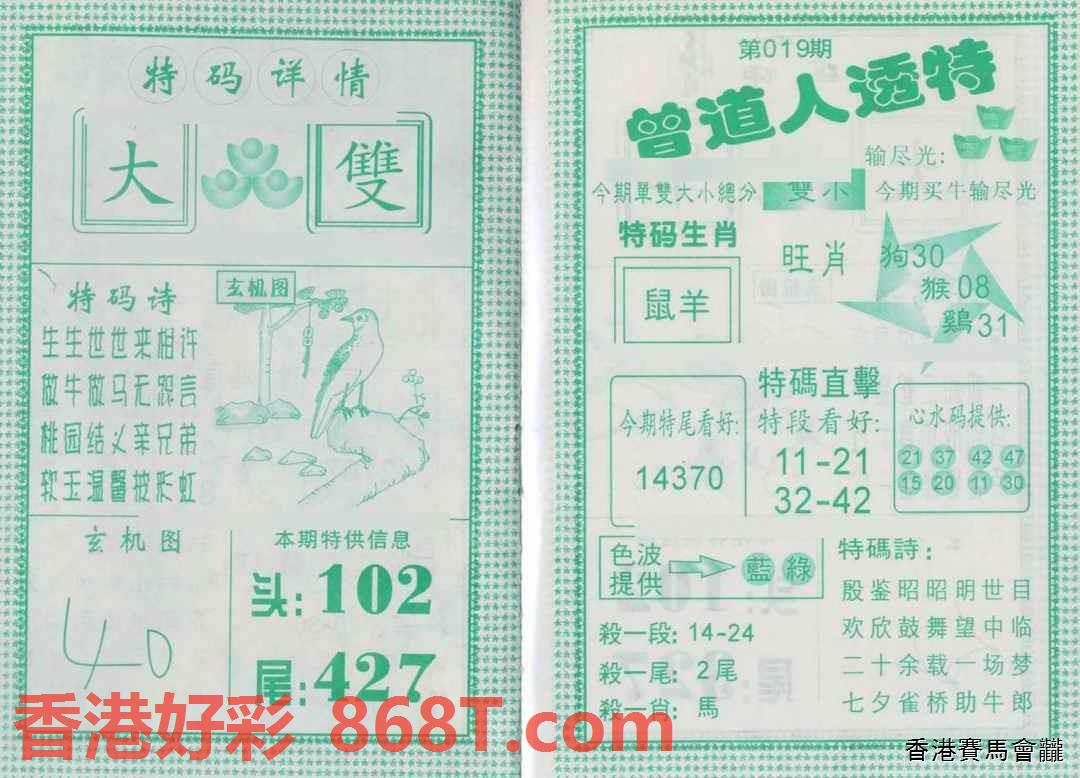 特码详情
大 雙
特码诗
生生世世来相许
做牛做马无怨言
桃园结义亲兄弟
软玉温馨披彩虹
玄机图
玄机图
40
本期特供信息
头:102
尾:427
第019期
曾道人透特
输尽光:
今期單雙大小總分 雙小 今期买牛输尽光
特码生肖
鼠羊
旺肖
狗30
猴08
鷄31
今期特尾看好:
14370
特碼直擊
特段看好:
11-21
32-42
心水码提供:
21 37 42 47
15 20 11 30
色波
提供
藍 綠
殺一段: 14-24
殺一尾: 2尾
殺一肖: 馬
特碼詩:
殷鉴昭昭明世目
欢欣鼓舞望中临
二十余载一场梦
七夕雀桥助牛郎
香港好彩 868T.com
香港賽馬會